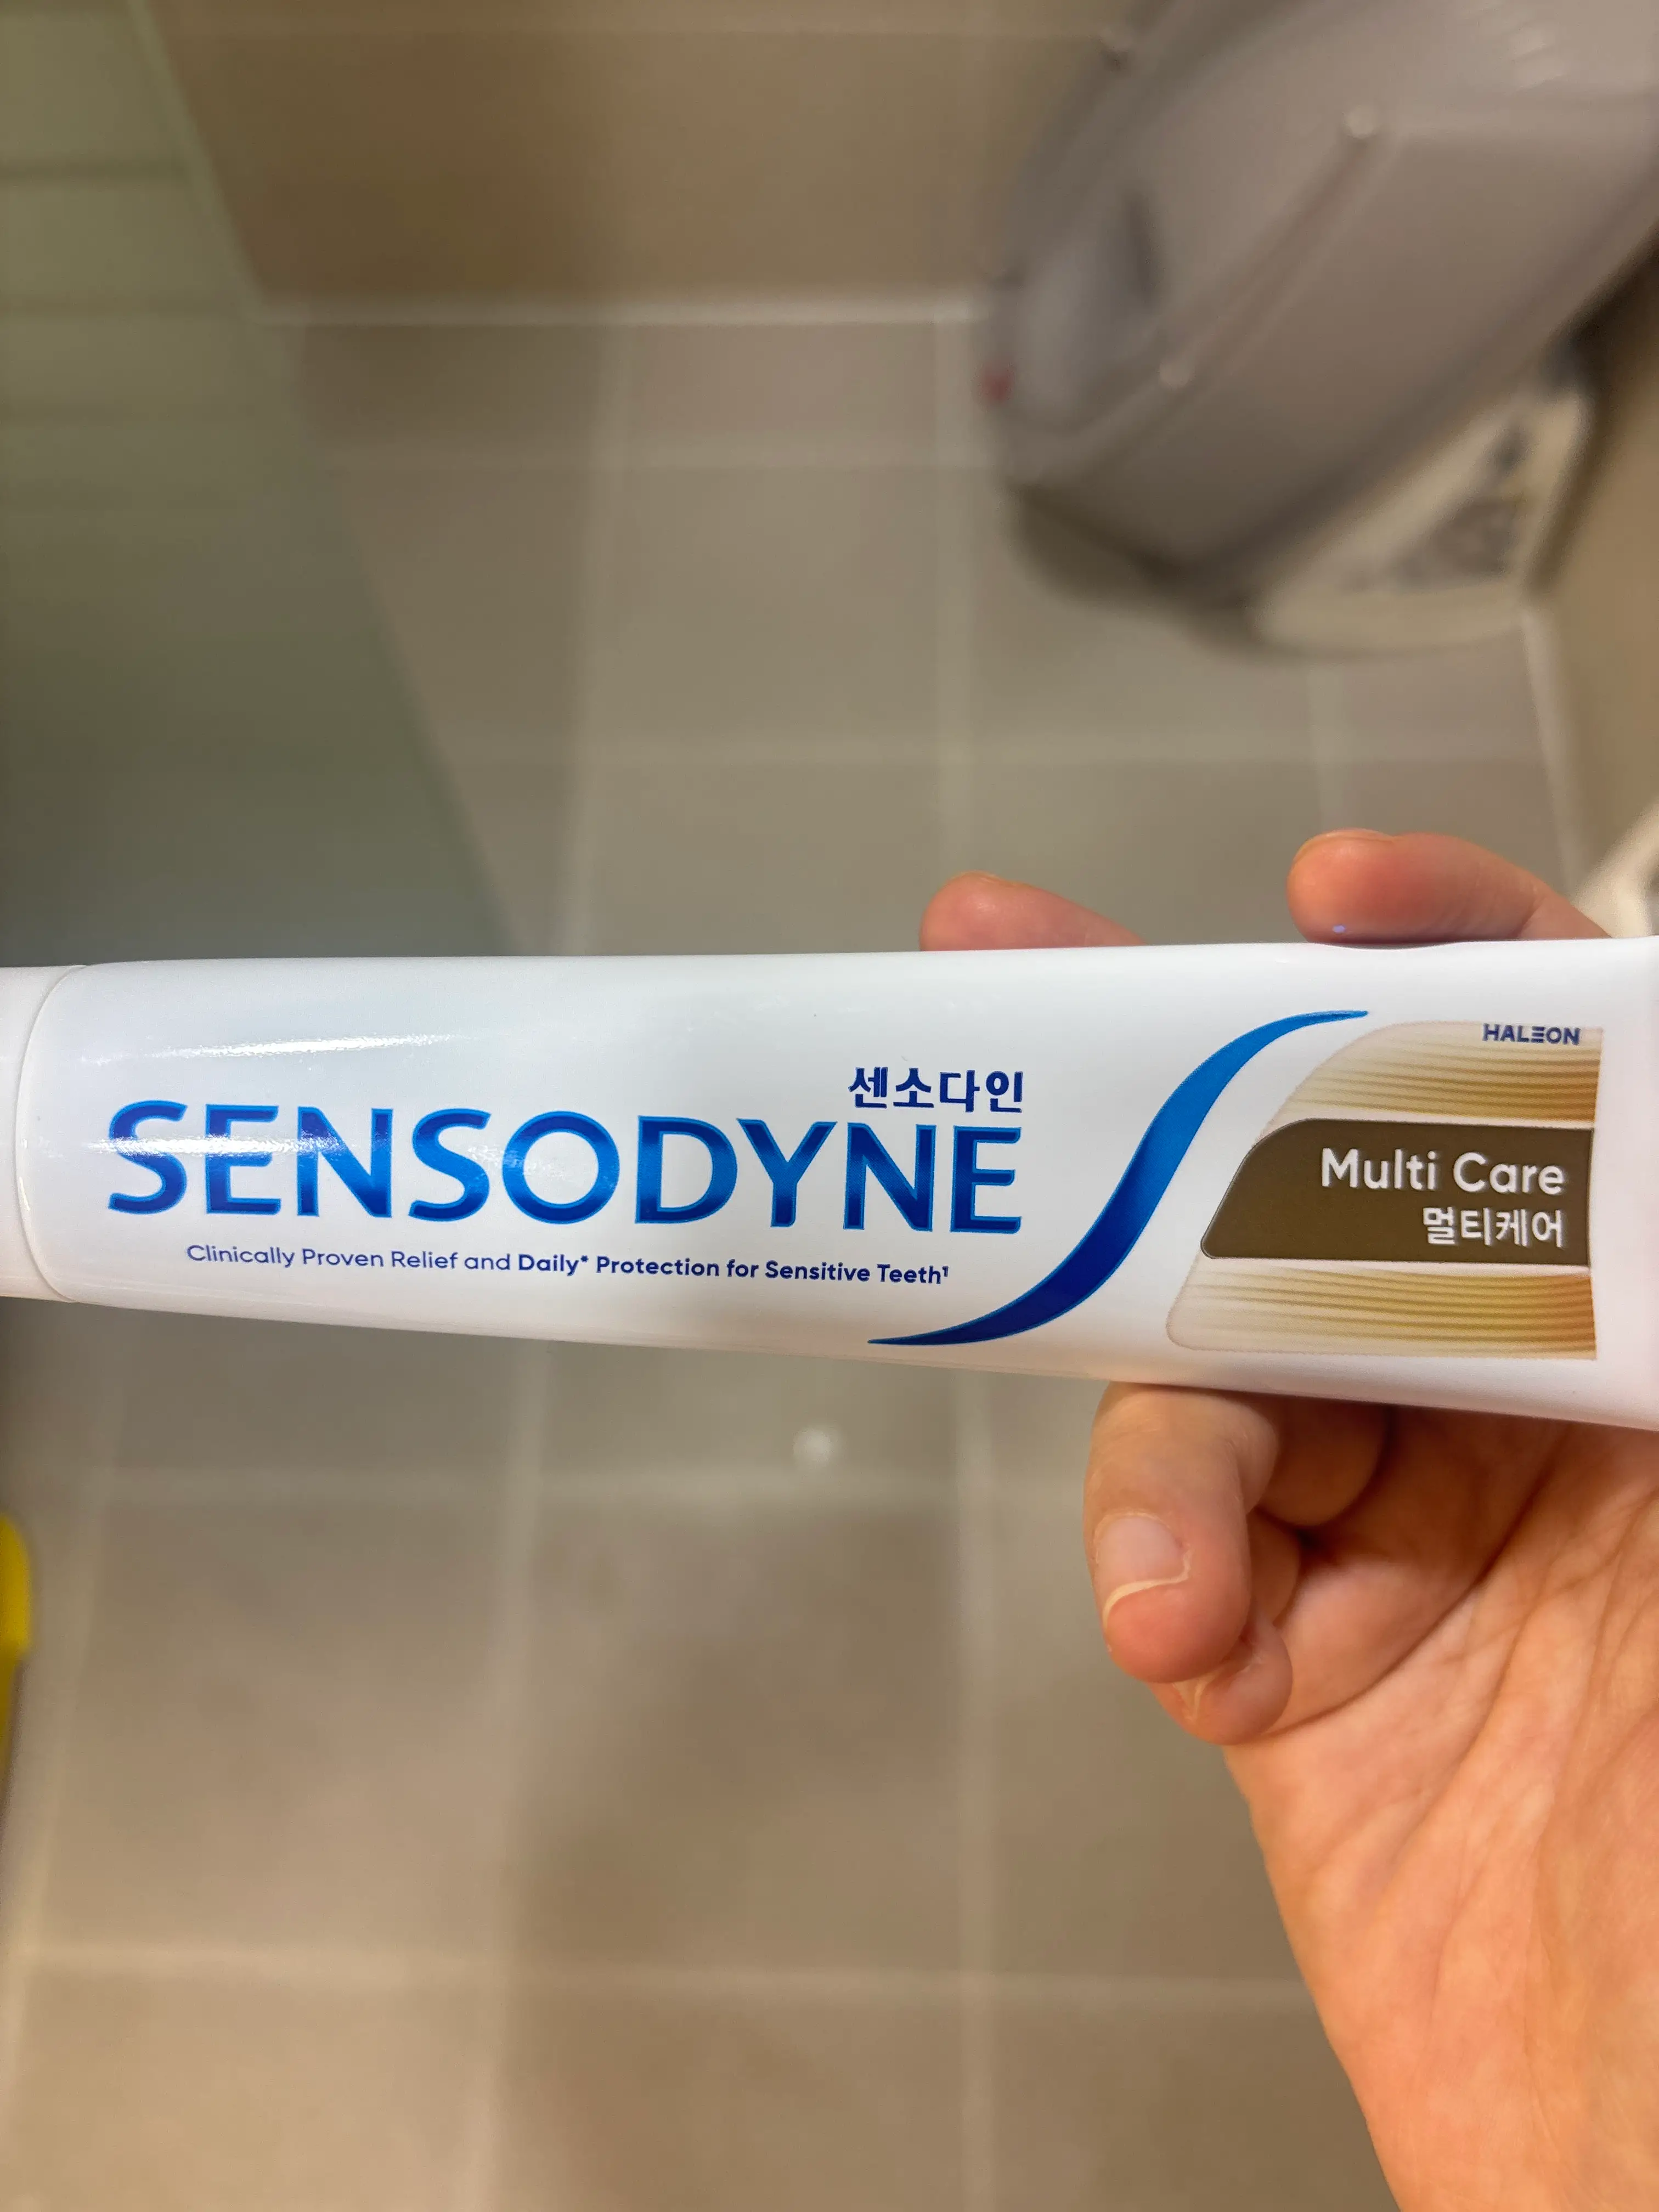 센소다인
SENSODYNE
Clinically Proven Relief and Daily* Protection for Sensitive Teeth¹
HALEON
Multi Care
멀티케어